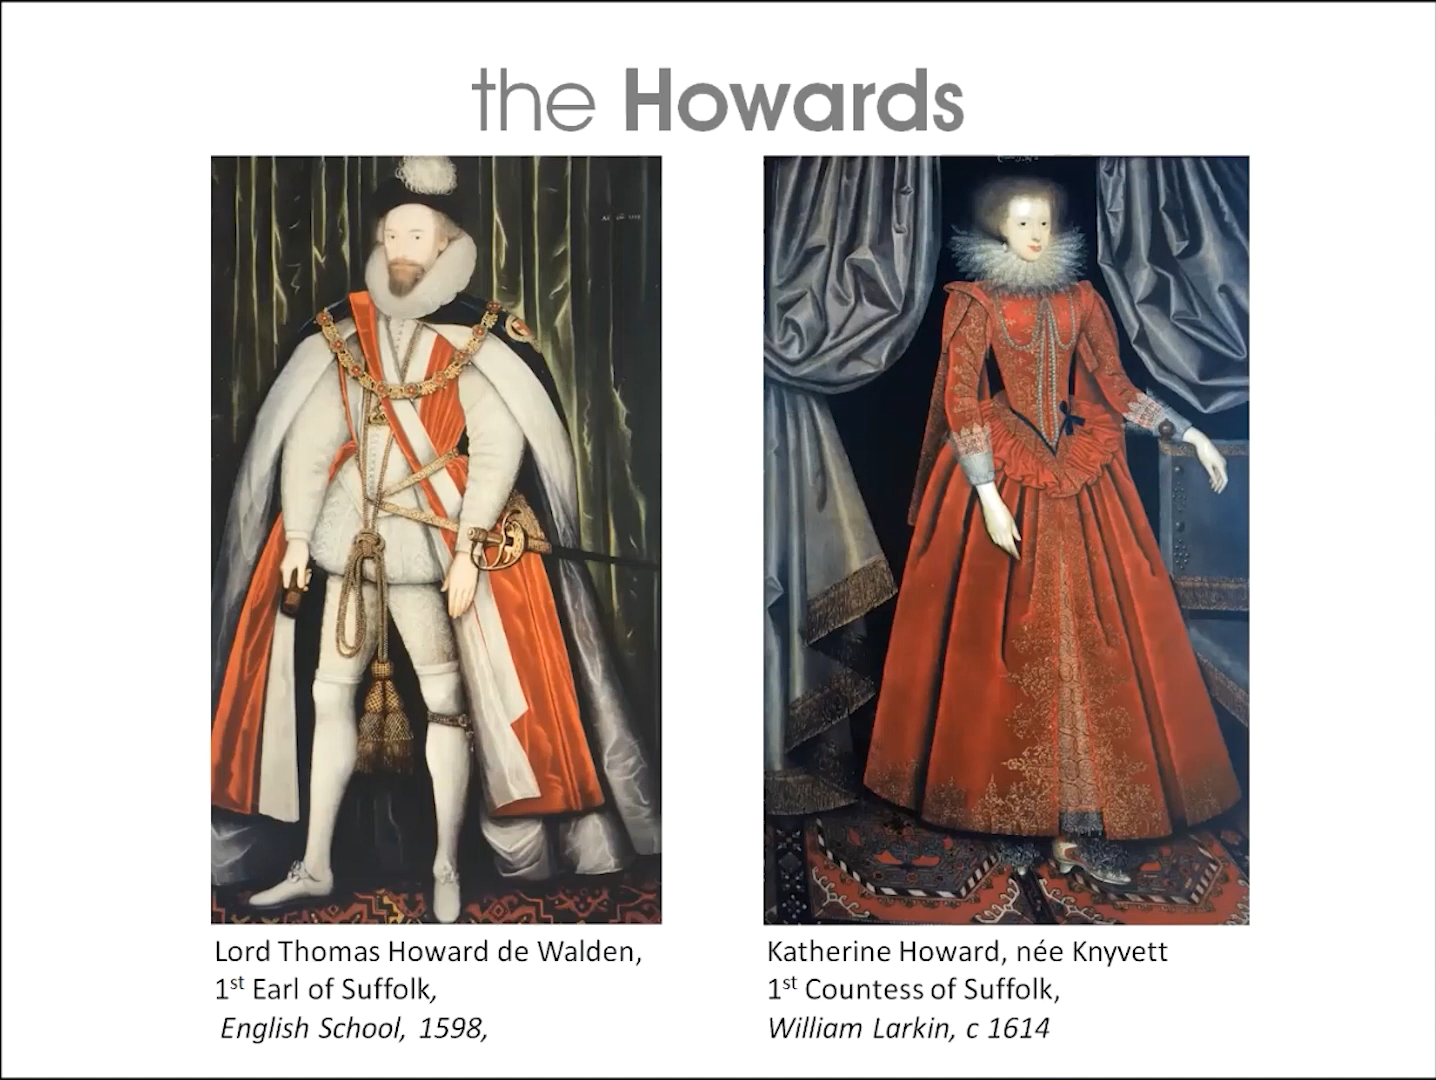 the Howards
Lord Thomas Howard de Walden,
1st Earl of Suffolk,
English School, 1598,
Katherine Howard, née Knyvett
1st Countess of Suffolk,
William Larkin, c 1614